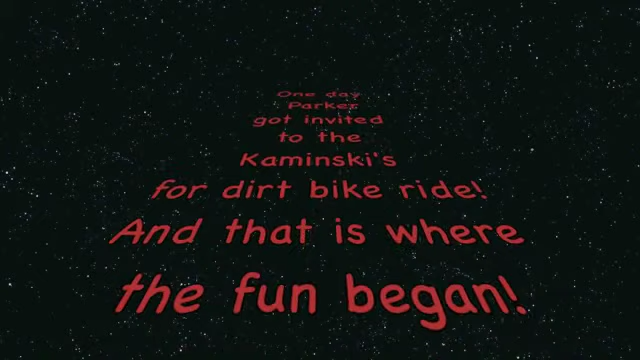 One day
Parker
got invited
to the
Kaminski's
for dirt bike ride!
And that is where
the fun began!